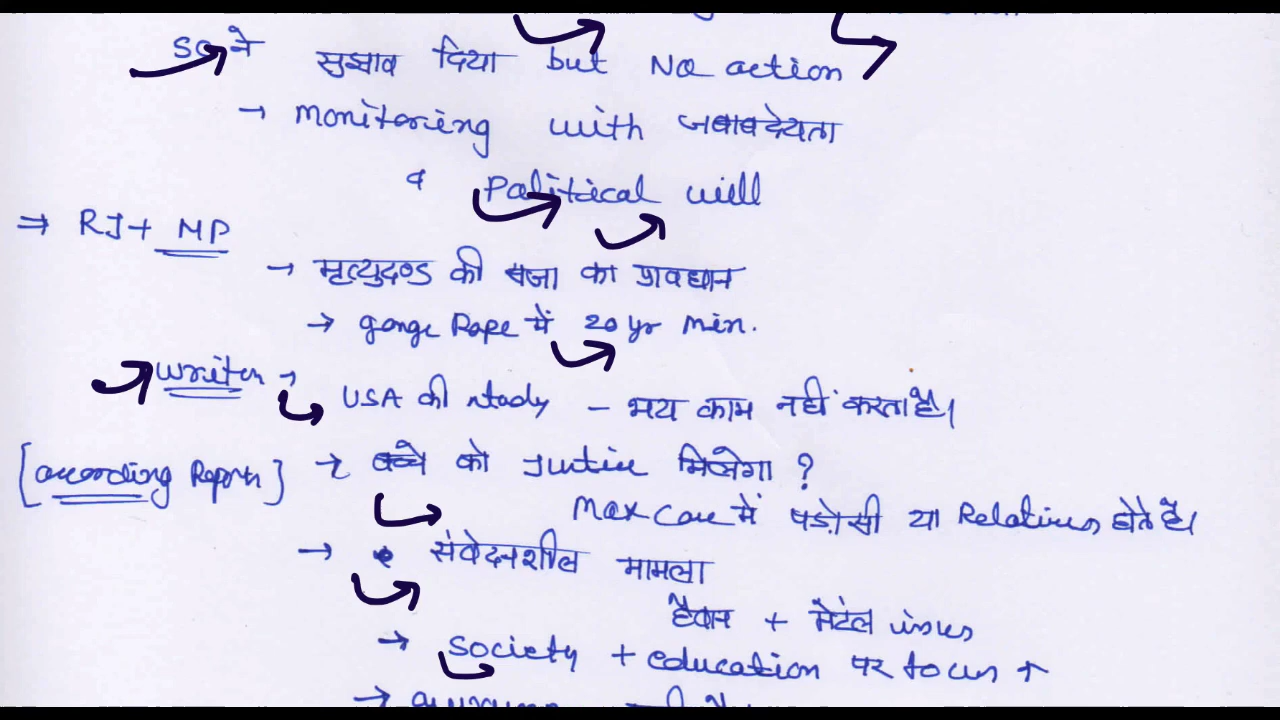 SC ने सुझाव दिया but No action
→ Monitoring with जवाबदेयता
& Political will
⇒ RJ + MP
→ मृत्युदण्ड की सजा का प्रावधान
→ gange Rape में 20 yr Min.
writer → USA की study – भय काम नहीं करता है।
[according Report] → बच्चे को Justice मिलेगा ?
Max Case में पड़ोसी या Relatives होते है।
→ संवेदनशील मामला
हैवान + मेंटल issues
→ Society + education पर focus ↑